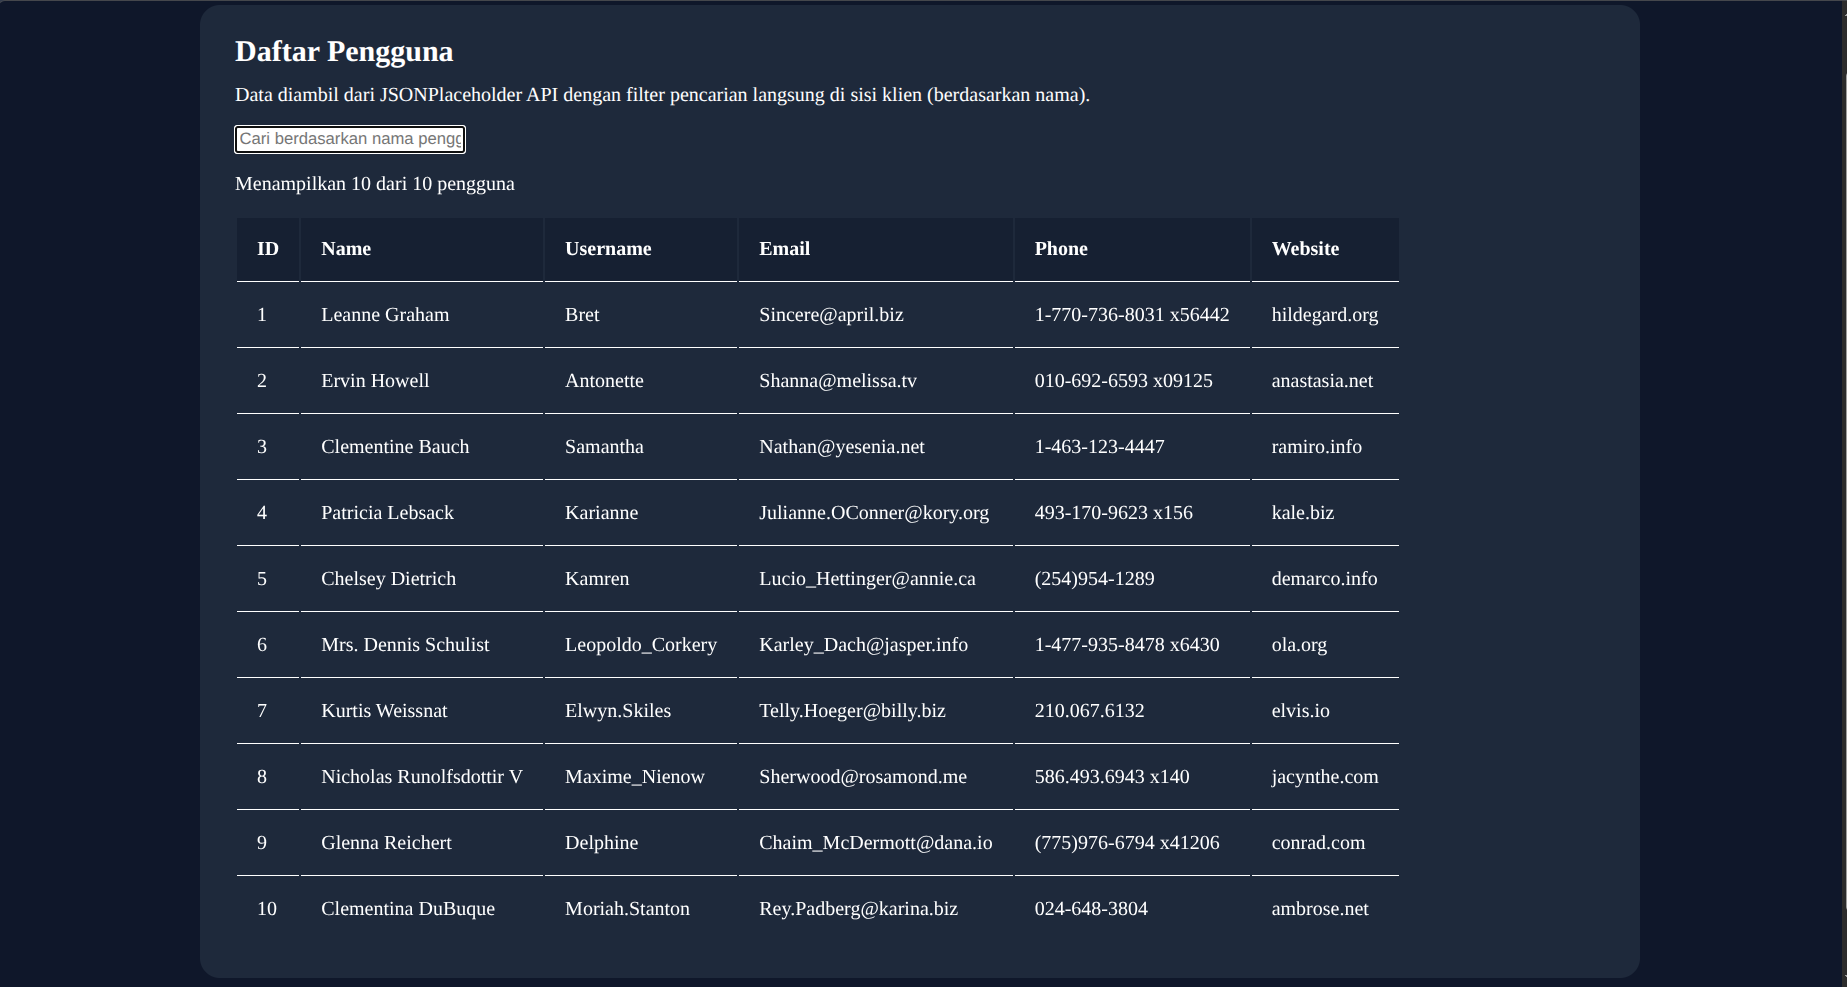 Daftar Pengguna
Data diambil dari JSONPlaceholder API dengan filter pencarian langsung di sisi klien (berdasarkan nama).
Cari berdasarkan nama
Menampilkan 10 dari 10 pengguna
ID Name Username Email Phone Website
1 Leanne Graham Bret Sincere@april.biz 1-770-736-8031 x56442 hildegard.org
2 Ervin Howell Antonette Shanna@melissa.tv 010-692-6593 x09125 anastasia.net
3 Clementine Bauch Samantha Nathan@yesenia.net 1-463-123-4447 ramiro.info
4 Patricia Lebsack Karianne Julianne.OConner@kory.org 493-170-9623 x156 kale.biz
5 Chelsey Dietrich Kamren Lucio_Hettinger@annie.ca (254)954-1289 demarco.info
6 Mrs. Dennis Schulist Leopoldo_Corkery Karley_Dach@jasper.info 1-477-935-8478 x6430 ola.org
7 Kurtis Weissnat Elwyn.Skiles Telly.Hoeger@billy.biz 210.067.6132 elvis.io
8 Nicholas Runolfsdottir V Maxime_Nienow Sherwood@rosamond.me 586.493.6943 x140 jacynthe.com
9 Glenna Reichert Delphine Chaim_McDermott@dana.io (775)976-6794 x41206 conrad.com
10 Clementina DuBuque Moriah.Stanton Rey.Padberg@karina.biz 024-648-3804 ambrose.net